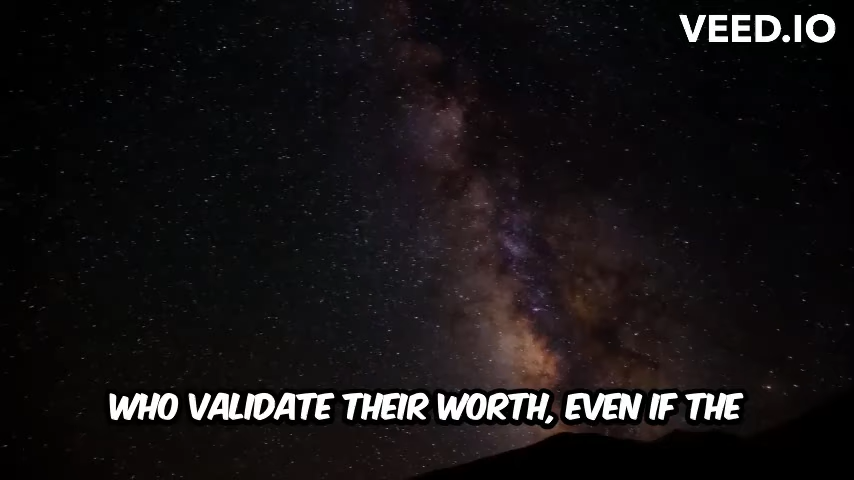 VEED.IO
WHO VALIDATE THEIR WORTH, EVEN IF THE